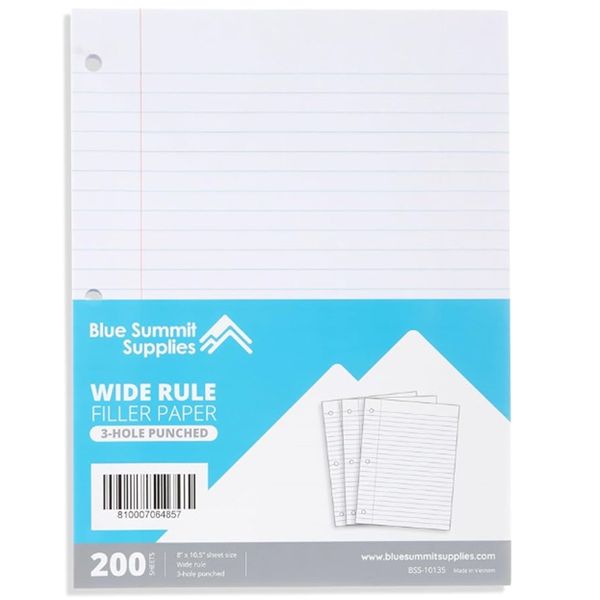 Blue Summit
Supplies
WIDE RULE
FILLER PAPER
3-HOLE PUNCHED
810007064857
200 SHEETS
8" x 10.5" sheet size
Wide rule
3-hole punched
www.bluesummitsupplies.com
BSS-10135 Made in Vietnam